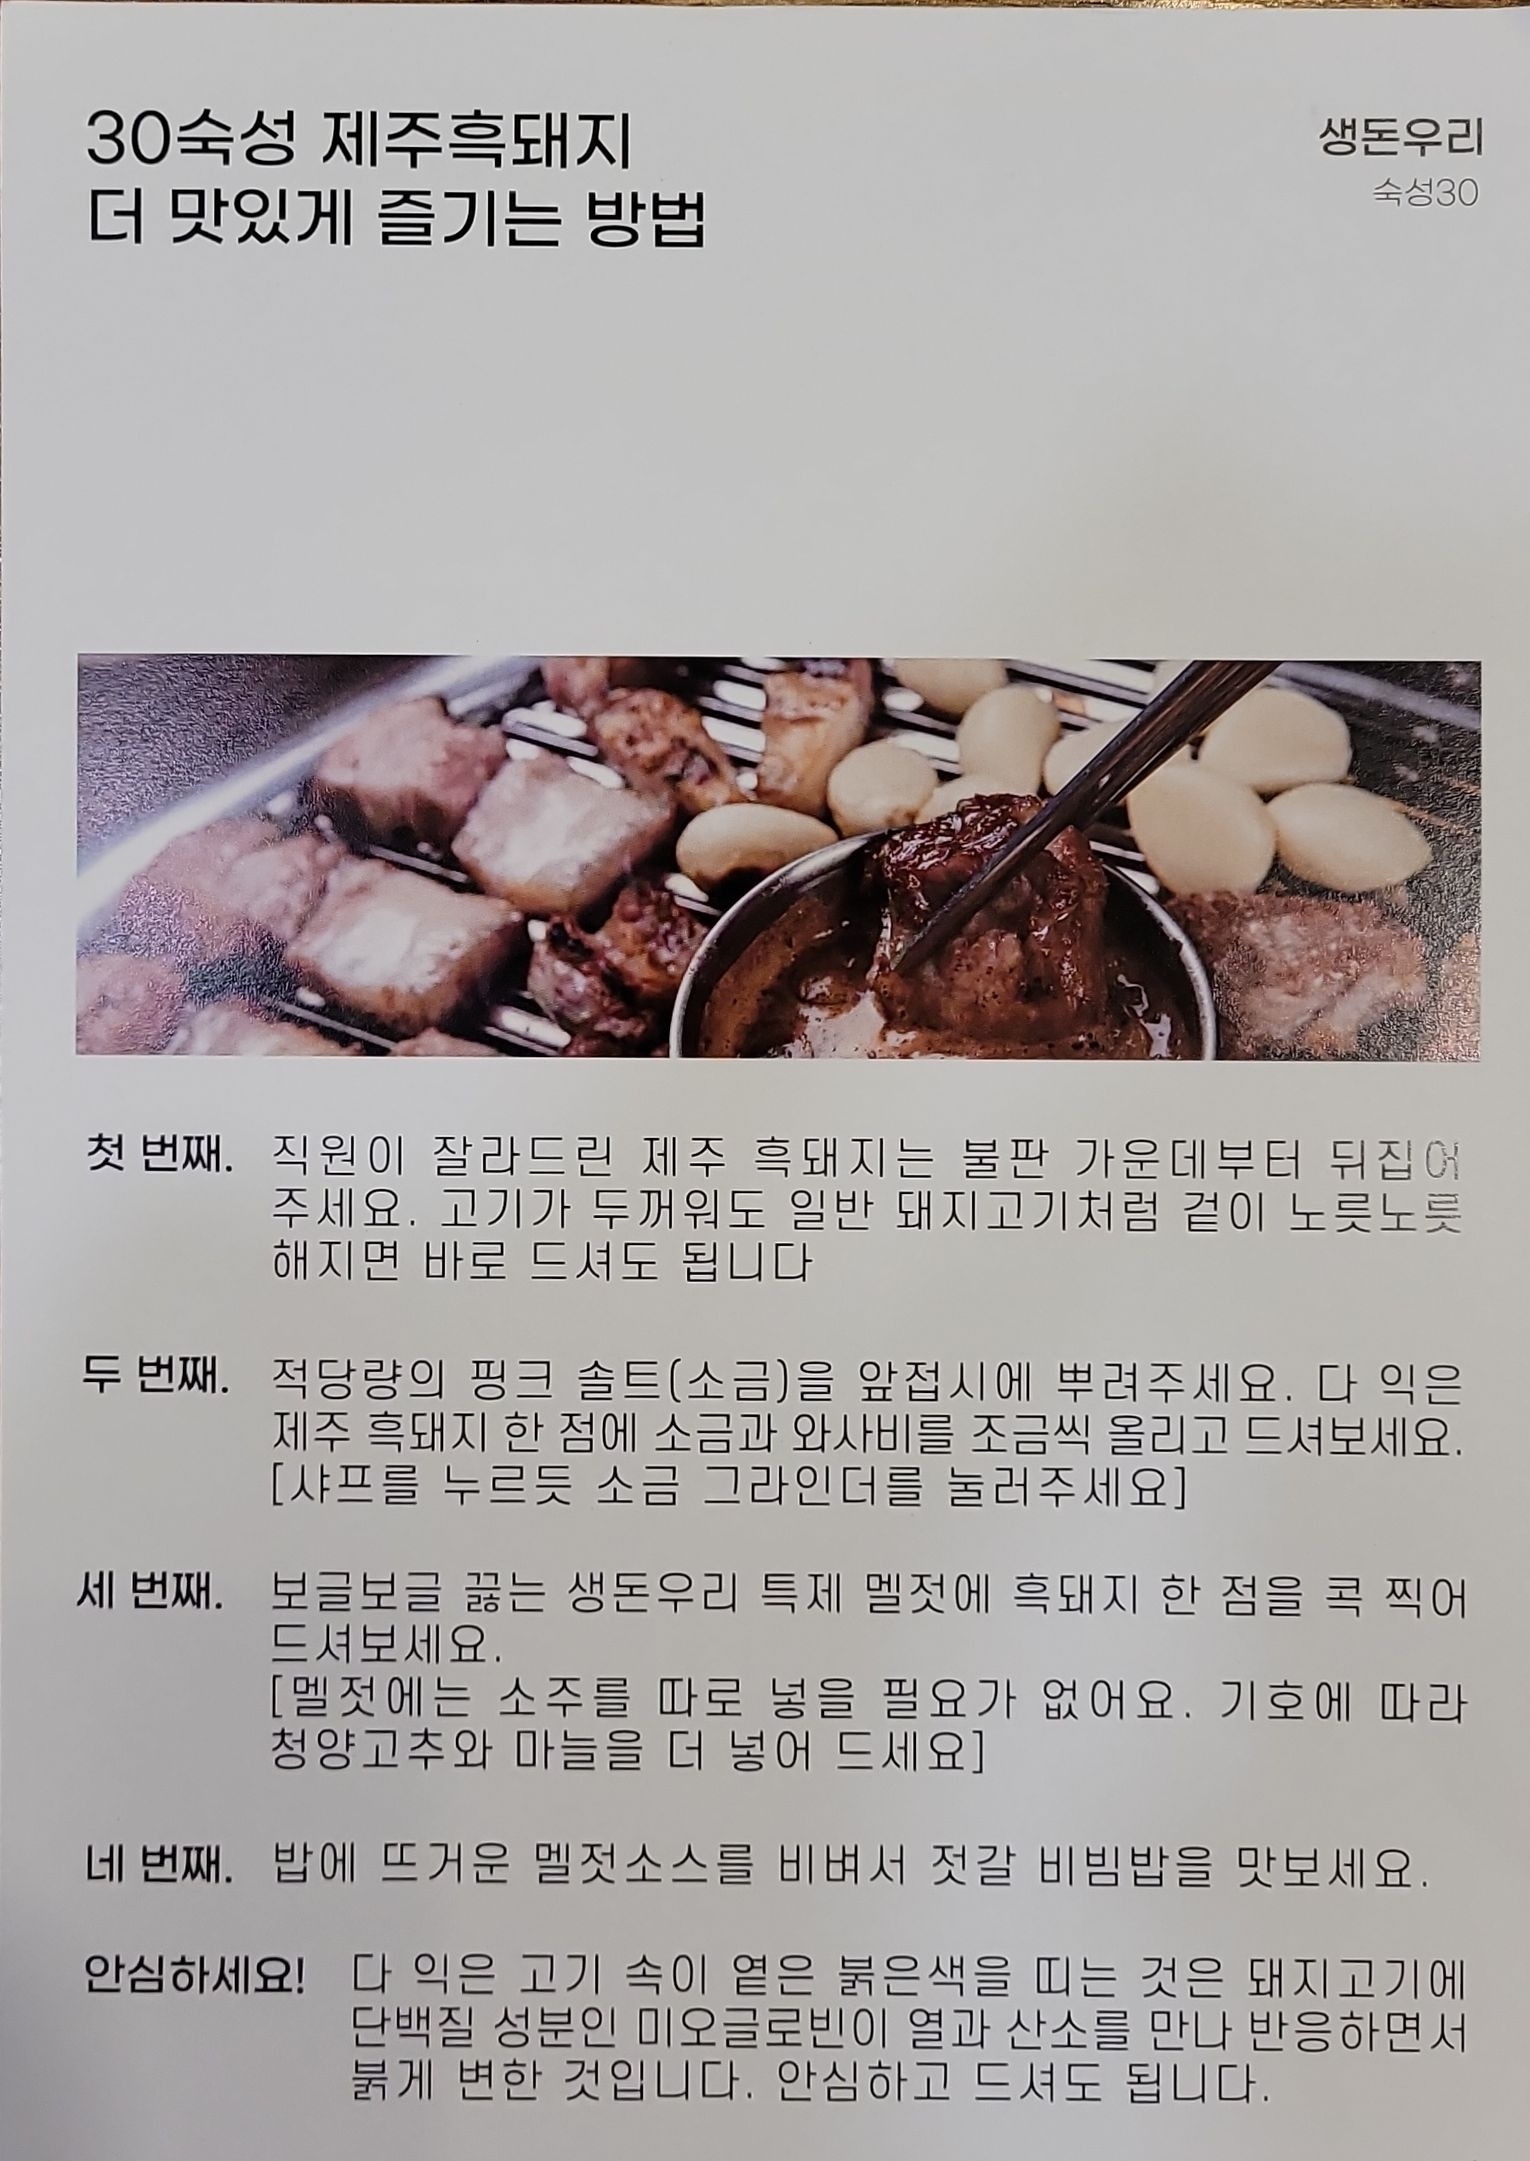 30숙성 제주흑돼지
더 맛있게 즐기는 방법
생돈우리
숙성30
첫 번째. 직원이 잘라드린 제주 흑돼지는 불판 가운데부터 뒤집어
주세요. 고기가 두꺼워도 일반 돼지고기처럼 겉이 노릇노릇
해지면 바로 드셔도 됩니다
두 번째. 적당량의 핑크 솔트(소금)을 앞접시에 뿌려주세요. 다 익은
제주 흑돼지 한 점에 소금과 와사비를 조금씩 올리고 드셔보세요.
[샤프를 누르듯 소금 그라인더를 눌러주세요]
세 번째. 보글보글 끓는 생돈우리 특제 멜젓에 흑돼지 한 점을 콕 찍어
드셔보세요.
[멜젓에는 소주를 따로 넣을 필요가 없어요. 기호에 따라
청양고추와 마늘을 더 넣어 드세요]
네 번째. 밥에 뜨거운 멜젓소스를 비벼서 젓갈 비빔밥을 맛보세요.
안심하세요! 다 익은 고기 속이 옅은 붉은색을 띠는 것은 돼지고기에
단백질 성분인 미오글로빈이 열과 산소를 만나 반응하면서
붉게 변한 것입니다. 안심하고 드셔도 됩니다.